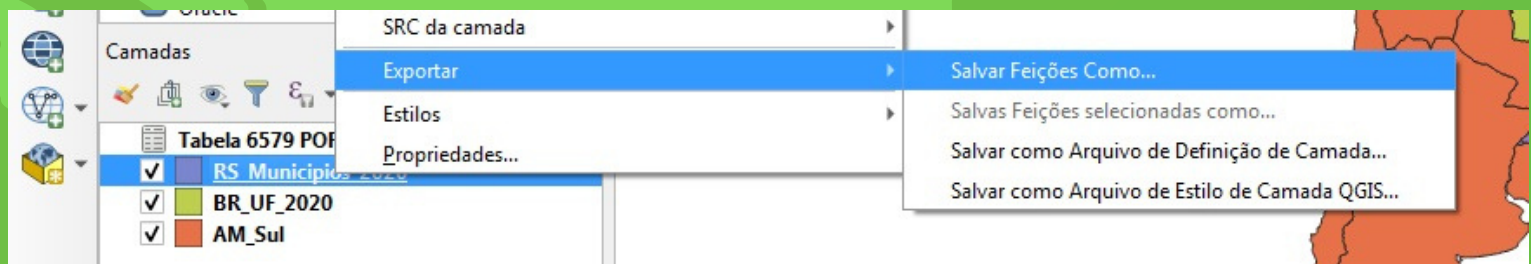 Oracle
SRC da camada
Camadas
Exportar
Salvar Feições Como...
Salvas Feições selecionadas como...
Estilos
Tabela 6579 POP
Propriedades...
Salvar como Arquivo de Definição de Camada...
RS_Municipios_2020
Salvar como Arquivo de Estilo de Camada QGIS...
BR_UF_2020
AM_Sul